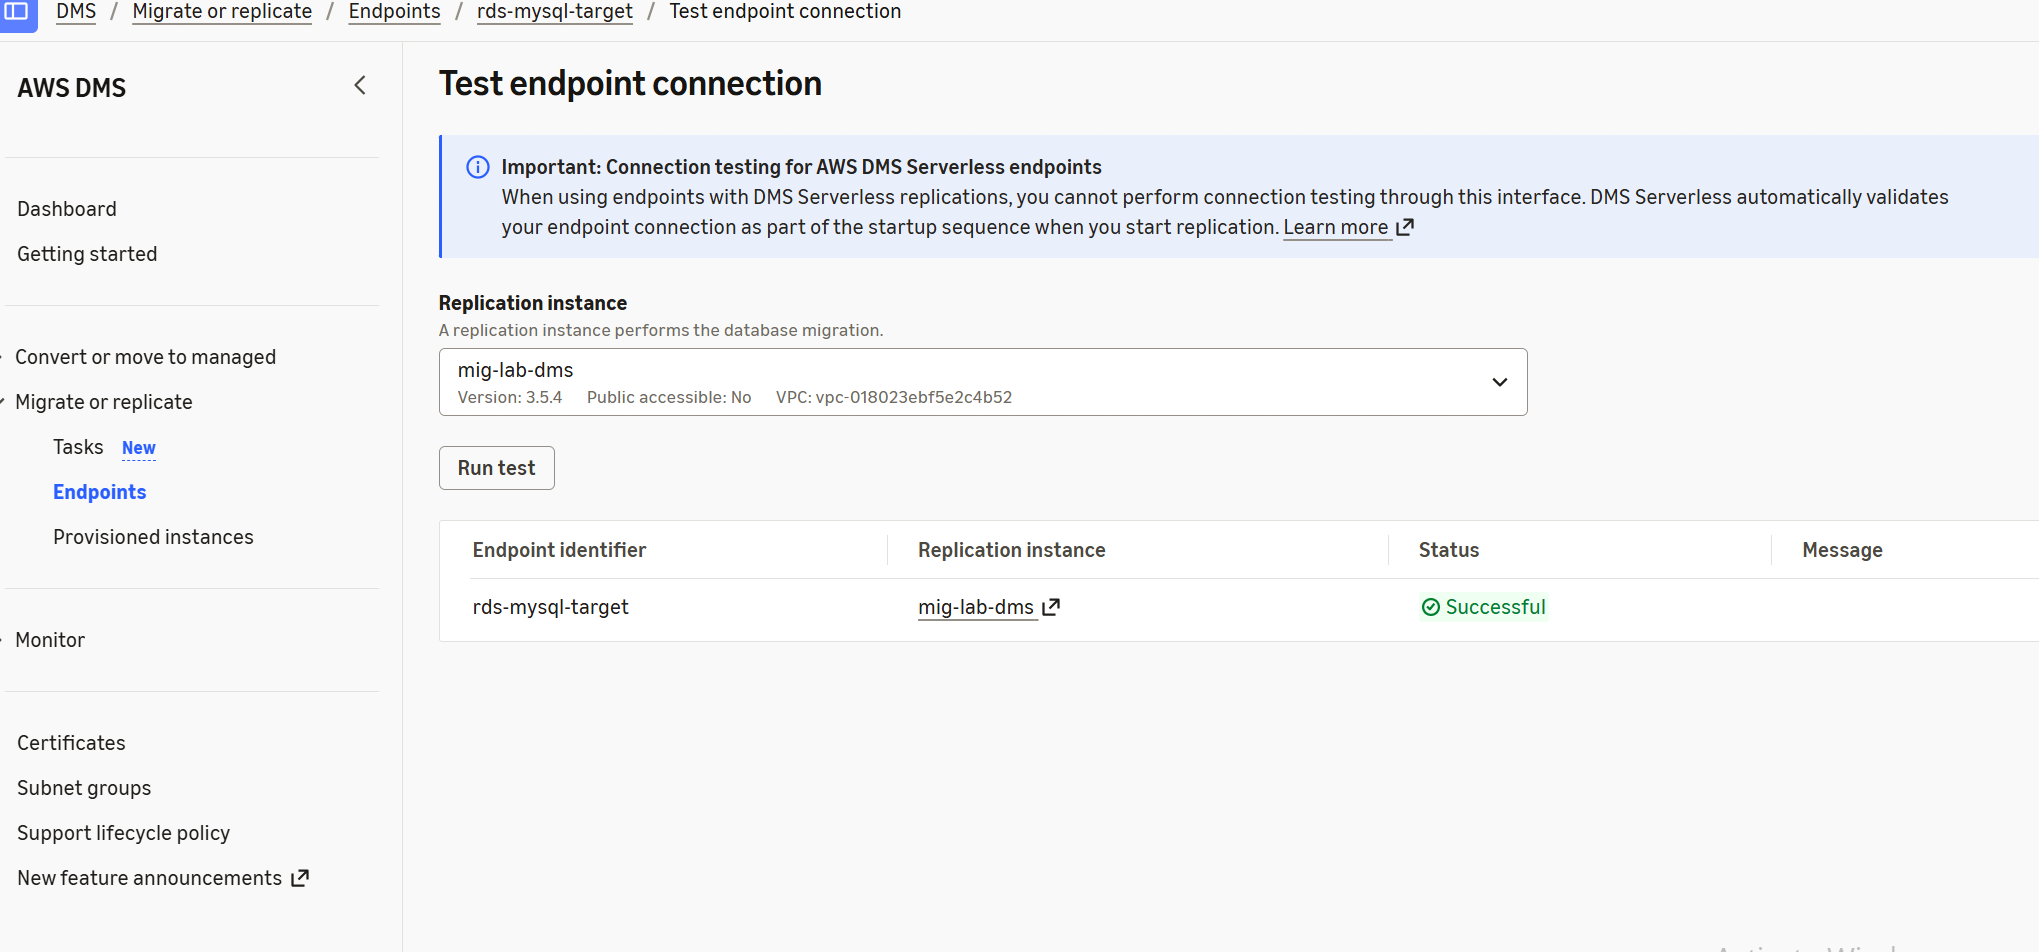 DMS / Migrate or replicate / Endpoints / rds-mysql-target / Test endpoint connection
AWS DMS
Dashboard
Getting started
Convert or move to managed
Migrate or replicate
Tasks New
Endpoints
Provisioned instances
Monitor
Certificates
Subnet groups
Support lifecycle policy
New feature announcements
Test endpoint connection
Important: Connection testing for AWS DMS Serverless endpoints
When using endpoints with DMS Serverless replications, you cannot perform connection testing through this interface. DMS Serverless automatically validates
your endpoint connection as part of the startup sequence when you start replication. Learn more
Replication instance
A replication instance performs the database migration.
mig-lab-dms
Version: 3.5.4 Public accessible: No VPC: vpc-018023ebf5e2c4b52
Run test
Endpoint identifier Replication instance Status Message
rds-mysql-target mig-lab-dms Successful